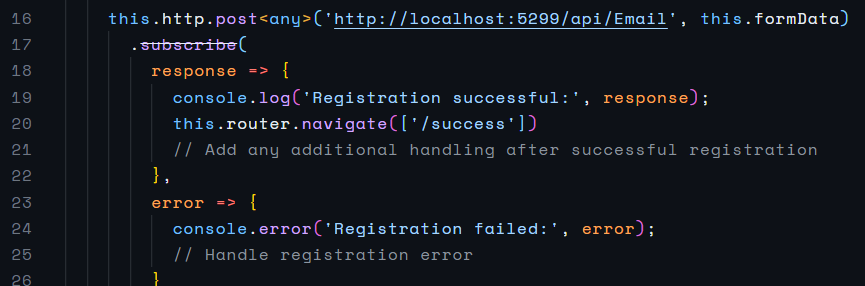 16 this.http.post<any>('http://localhost:5299/api/Email', this.formData)
17 .subscribe(
18 response => {
19 console.log('Registration successful:', response);
20 this.router.navigate(['/success'])
21 // Add any additional handling after successful registration
22 },
23 error => {
24 console.error('Registration failed:', error);
25 // Handle registration error
26 }